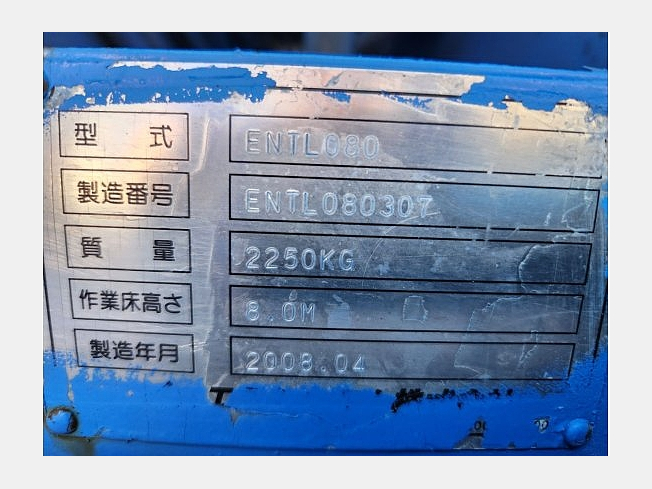 型式 ENTL080
製造番号 ENTL080307
質量 2250KG
作業床高さ 8.0M
製造年月 2008.04